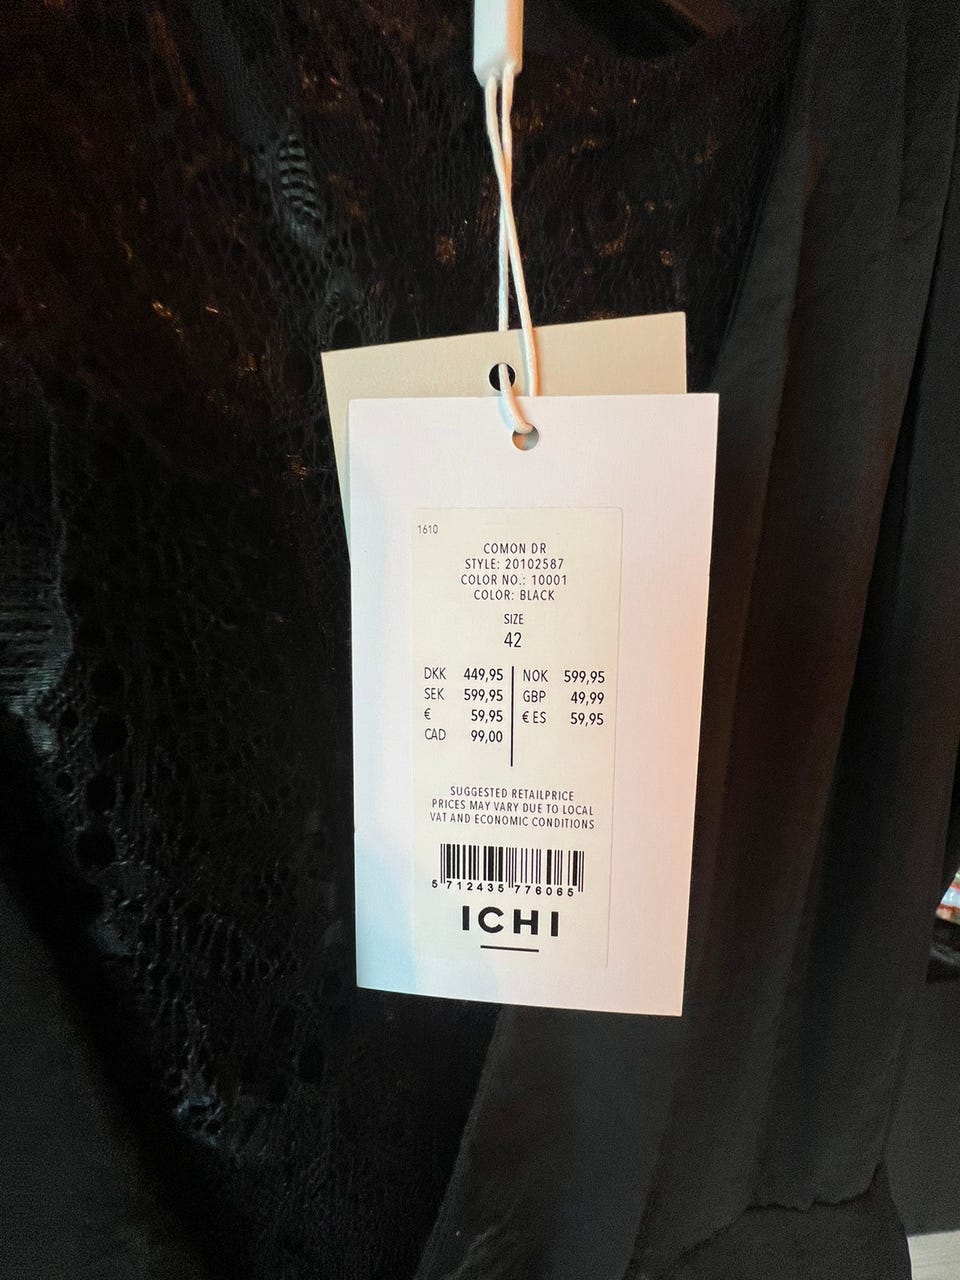 1610
COMON DR
STYLE: 20102587
COLOR NO.: 10001
COLOR: BLACK
SIZE
42
DKK 449,95 NOK 599,95
SEK 599,95 GBP 49,99
€ 59,95 € ES 59,95
CAD 99,00
SUGGESTED RETAILPRICE
PRICES MAY VARY DUE TO LOCAL
VAT AND ECONOMIC CONDITIONS
5 712435 776065
ICHI